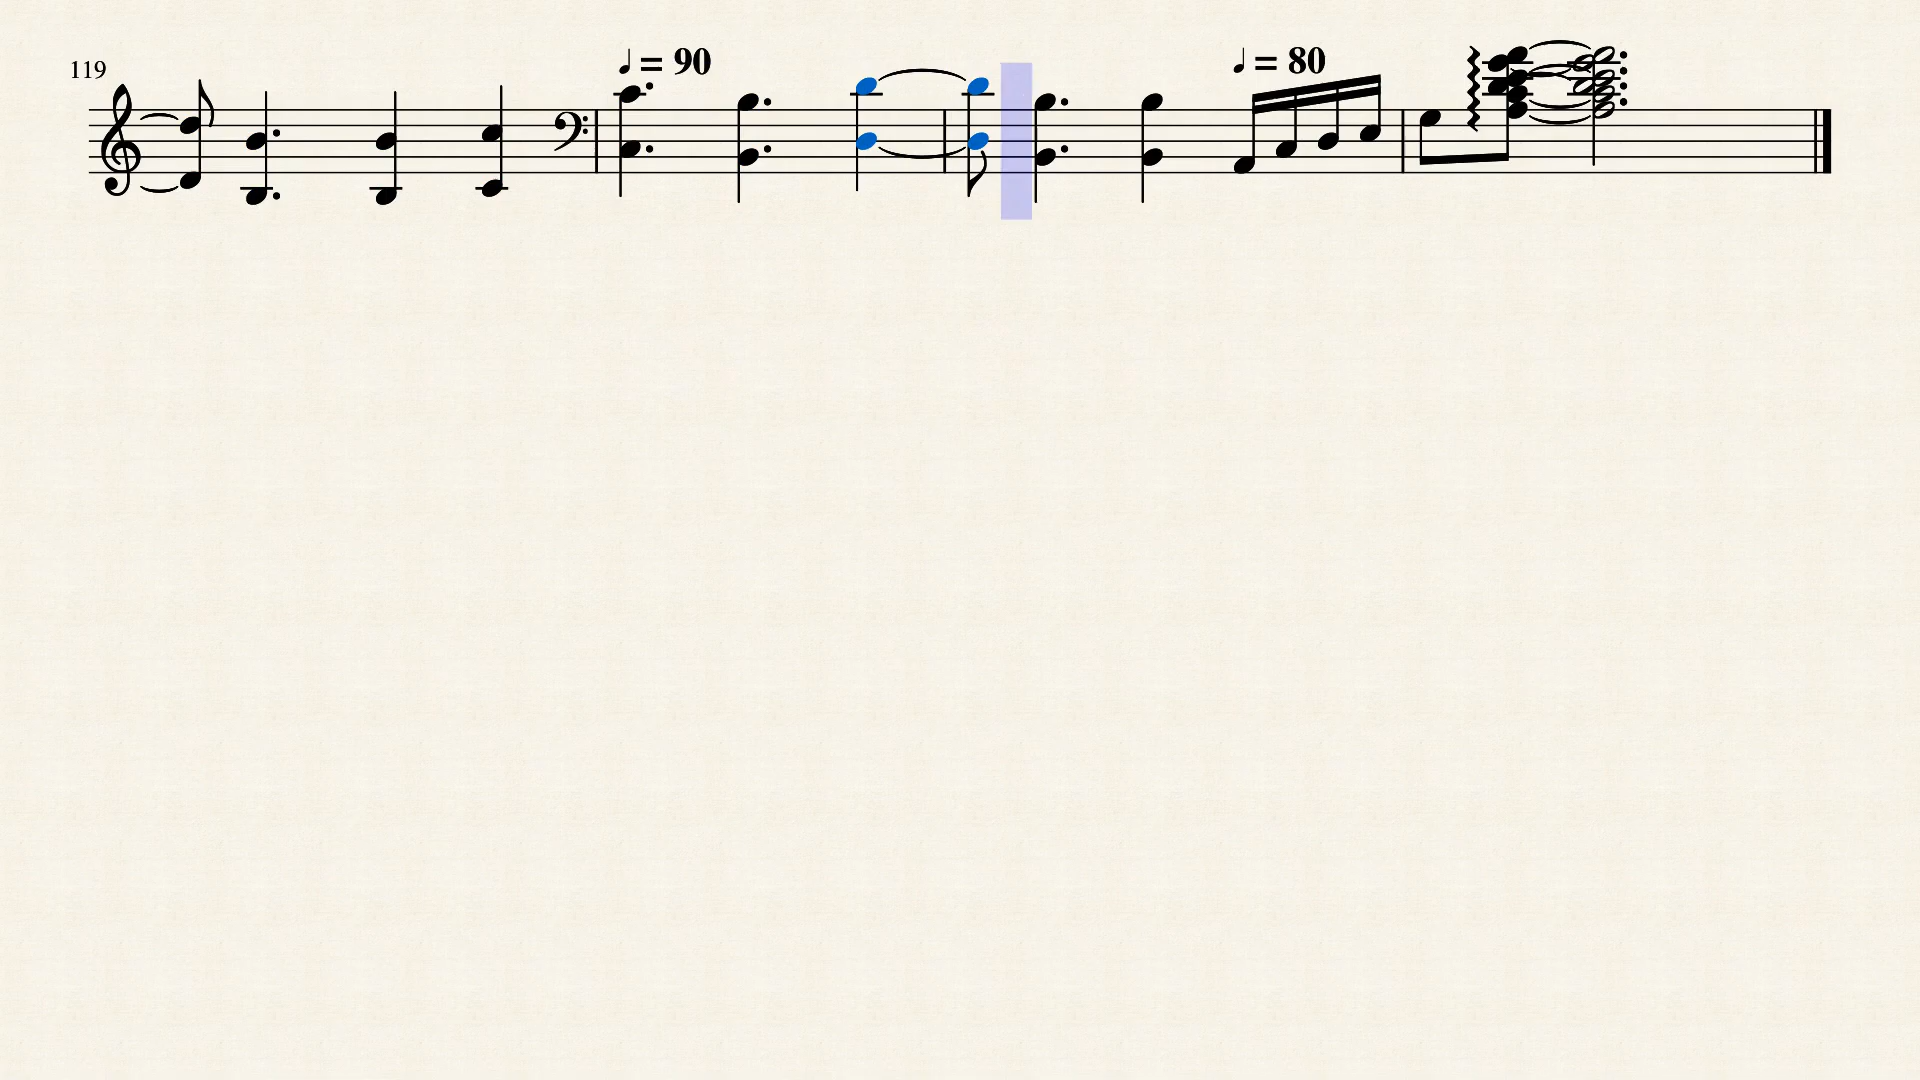 119
♩ = 90
♩ = 80